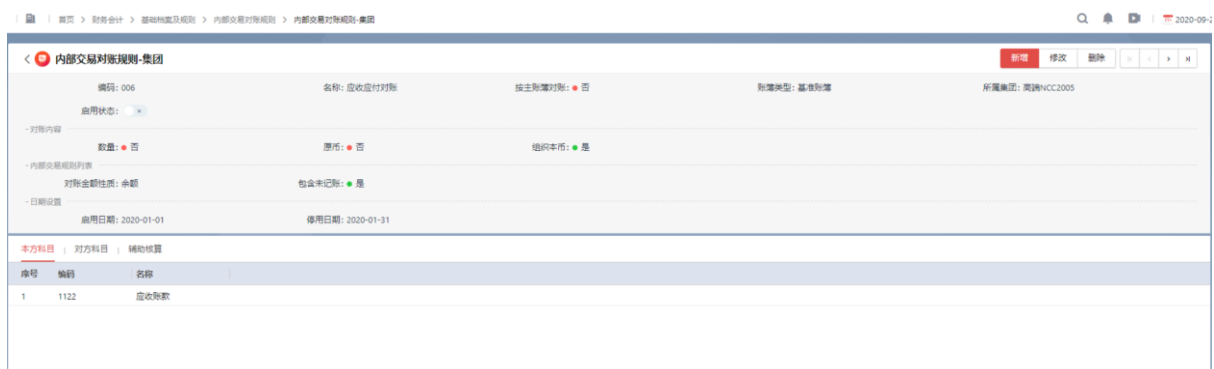 首页 > 财务会计 > 基础档案及规则 > 内部交易对账规则 > 内部交易对账规则-集团 2020-09-2
内部交易对账规则-集团 新增 修改 删除
编码: 006 名称: 应收应付对账 按主账簿对账: 否 账簿类型: 基准账簿 所属集团: 高端NCC2005
启用状态:
- 对账内容
数量: 否 原币: 否 组织本币: 是
- 内部交易规则列表
对账金额性质: 余额 包含未记账: 是
- 日期设置
启用日期: 2020-01-01 停用日期: 2020-01-31
本方科目 | 对方科目 | 辅助核算
序号 编码 名称
1 1122 应收账款